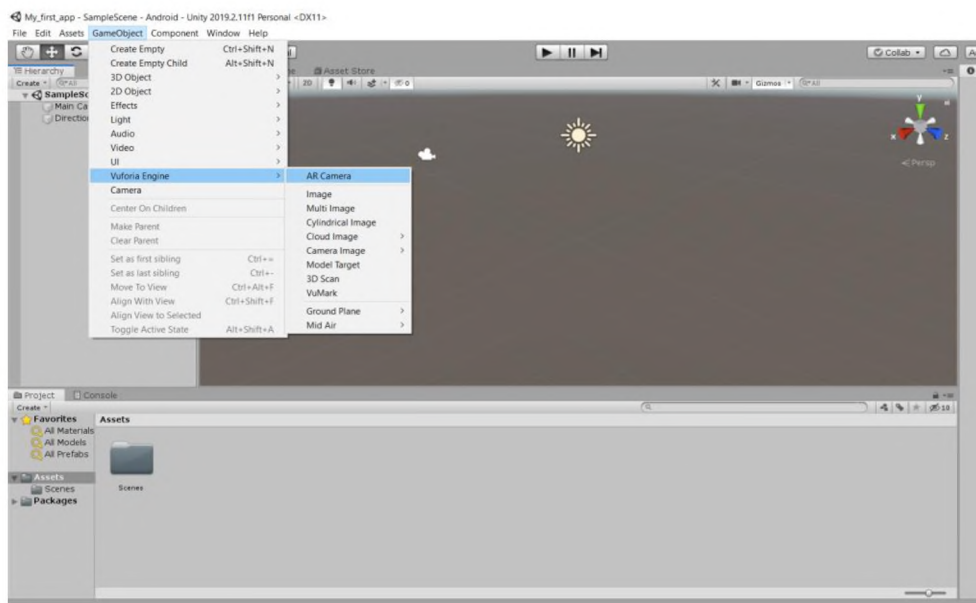 My_first_app - SampleScene - Android - Unity 2019.2.11f1 Personal <DX11>
File Edit Assets GameObject Component Window Help
Collab
Hierarchy
Asset Store
Create
All
2D
0
Gizmos
All
SampleSc
Main Ca
Direction
Create Empty Ctrl+Shift+N
Create Empty Child Alt+Shift+N
3D Object
2D Object
Effects
Light
Audio
Video
UI
Vuforia Engine
Camera
Center On Children
Make Parent
Clear Parent
Set as first sibling Ctrl+=
Set as last sibling Ctrl+-
Move To View Ctrl+Alt+F
Align With View Ctrl+Shift+F
Align View to Selected
Toggle Active State Alt+Shift+A
AR Camera
Image
Multi Image
Cylindrical Image
Cloud Image
Camera Image
Model Target
3D Scan
VuMark
Ground Plane
Mid Air
y
x z
Persp
Project Console
Create
18
Favorites
All Materials
All Models
All Prefabs
Assets
Scenes
Packages
Assets
Scenes